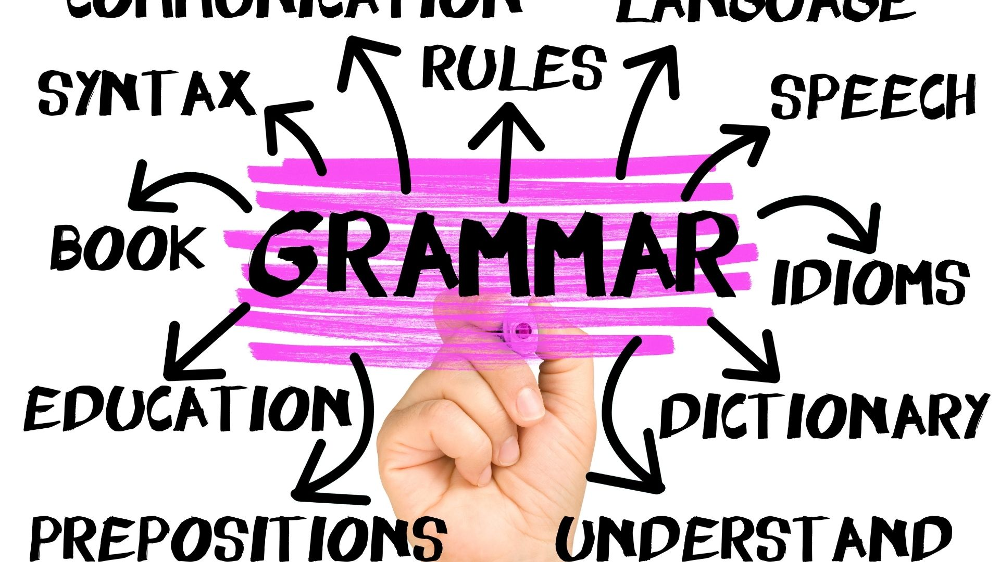 COMMUNICATION
LANGUAGE
RULES
SYNTAX
SPEECH
BOOK
GRAMMAR
IDIOMS
EDUCATION
DICTIONARY
PREPOSITIONS
UNDERSTAND